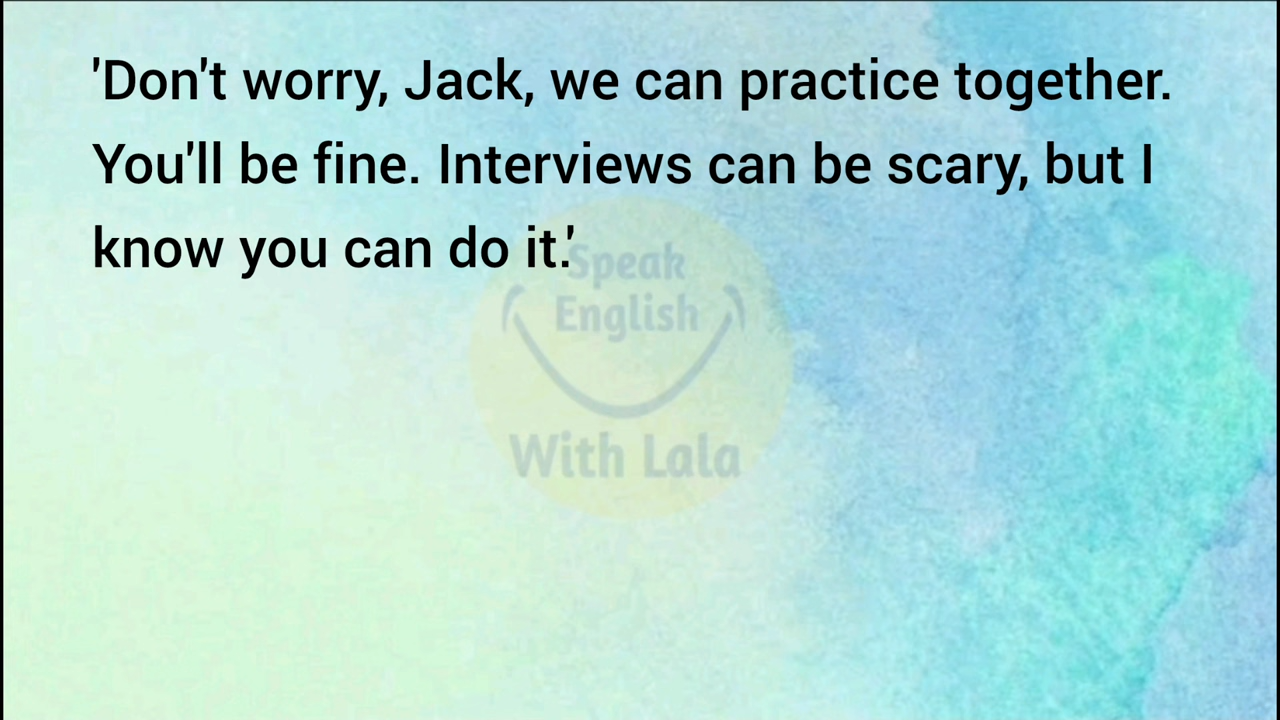 'Don't worry, Jack, we can practice together.
You'll be fine. Interviews can be scary, but I
know you can do it.'
Speak
English
With Lala